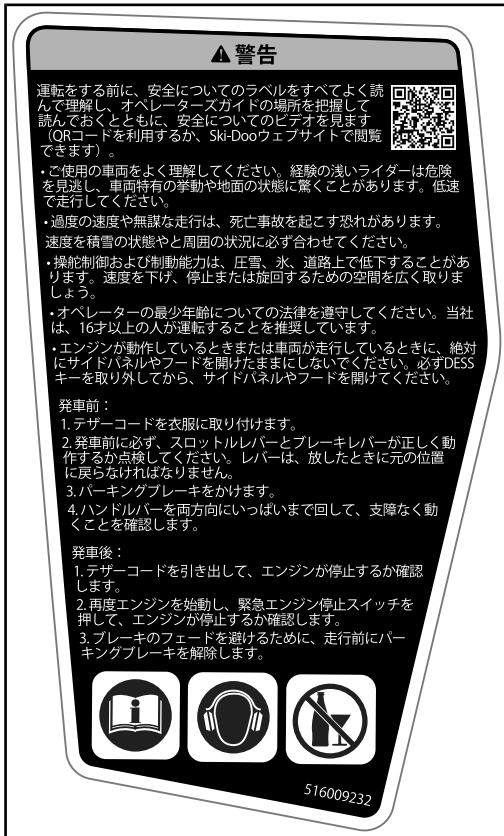 ⚠警告
運転をする前に、安全についてのラベルをすべてよく読
んで理解し、オペレーターズガイドの場所を把握して
読んでおくとともに、安全についてのビデオを見ます
（QRコードを利用するか、Ski-Dooウェブサイトで閲覧
できます）。
・ご使用の車両をよく理解してください。経験の浅いライダーは危険
を見逃し、車両特有の挙動や地面の状態に驚くことがあります。低速
で走行してください。
・過度の速度や無謀な走行は、死亡事故を起こす恐れがあります。
速度を積雪の状態やと周囲の状況に必ず合わせてください。
・操舵制御および制動能力は、圧雪、氷、道路上で低下することがあ
ります。速度を下げ、停止または旋回するための空間を広く取りま
しょう。
・オペレーターの最少年齢についての法律を遵守してください。当社
は、16才以上の人が運転することを推奨しています。
・エンジンが動作しているときまたは車両が走行しているときに、絶対
にサイドパネルやフードを開けたままにしないでください。必ずDESS
キーを取り外してから、サイドパネルやフードを開けてください。
発車前：
1. テザーコードを衣服に取り付けます。
2. 発車前に必ず、スロットルレバーとブレーキレバーが正しく動
作するか点検してください。レバーは、放したときに元の位置
に戻らなければなりません。
3. パーキングブレーキをかけます。
4. ハンドルバーを両方向にいっぱいまで回して、支障なく動
くことを確認します。
発車後：
1. テザーコードを引き出して、エンジンが停止するか確認
します。
2. 再度エンジンを始動し、緊急エンジン停止スイッチを
押して、エンジンが停止するか確認します。
3. ブレーキのフェードを避けるために、走行前にパー
キングブレーキを解除します。
516009232